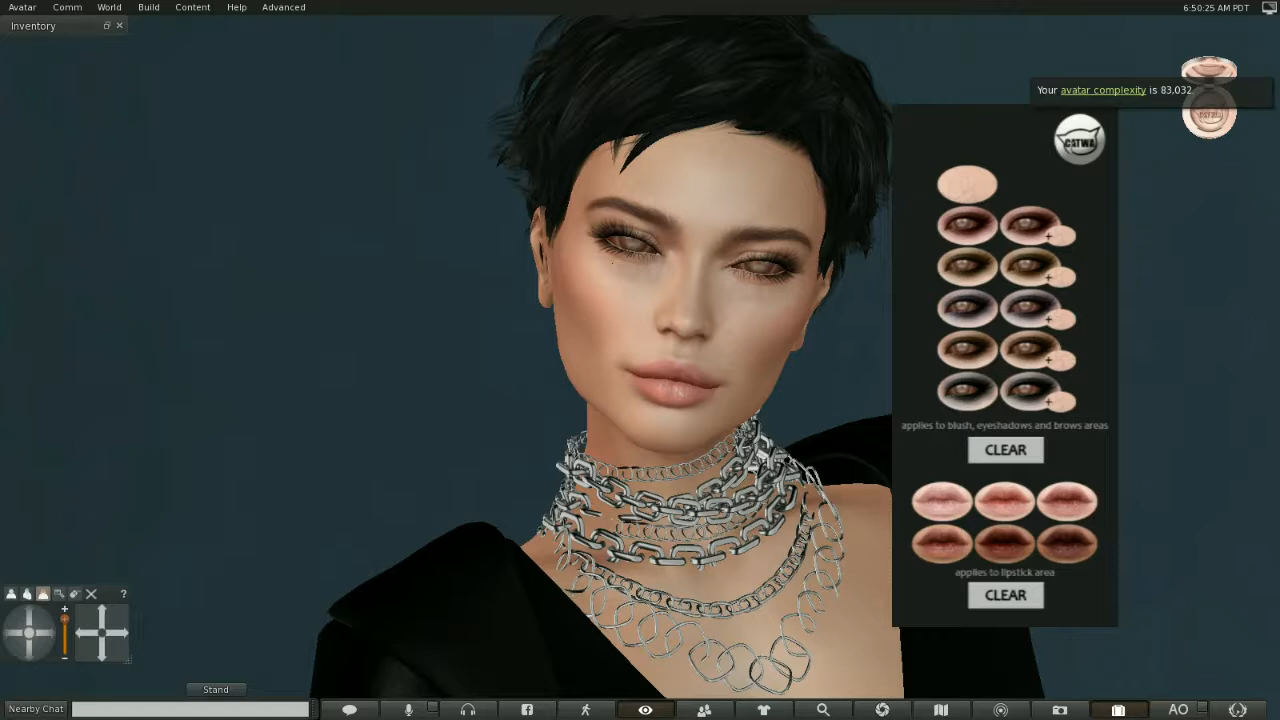 Avatar Comm World Build Content Help Advanced
6:50:25 AM PDT
Inventory
Your avatar complexity is 83,032.
CATWA
applies to blush, eyeshadows and brows areas
CLEAR
applies to lipstick area
CLEAR
?
Stand
Nearby Chat
AO